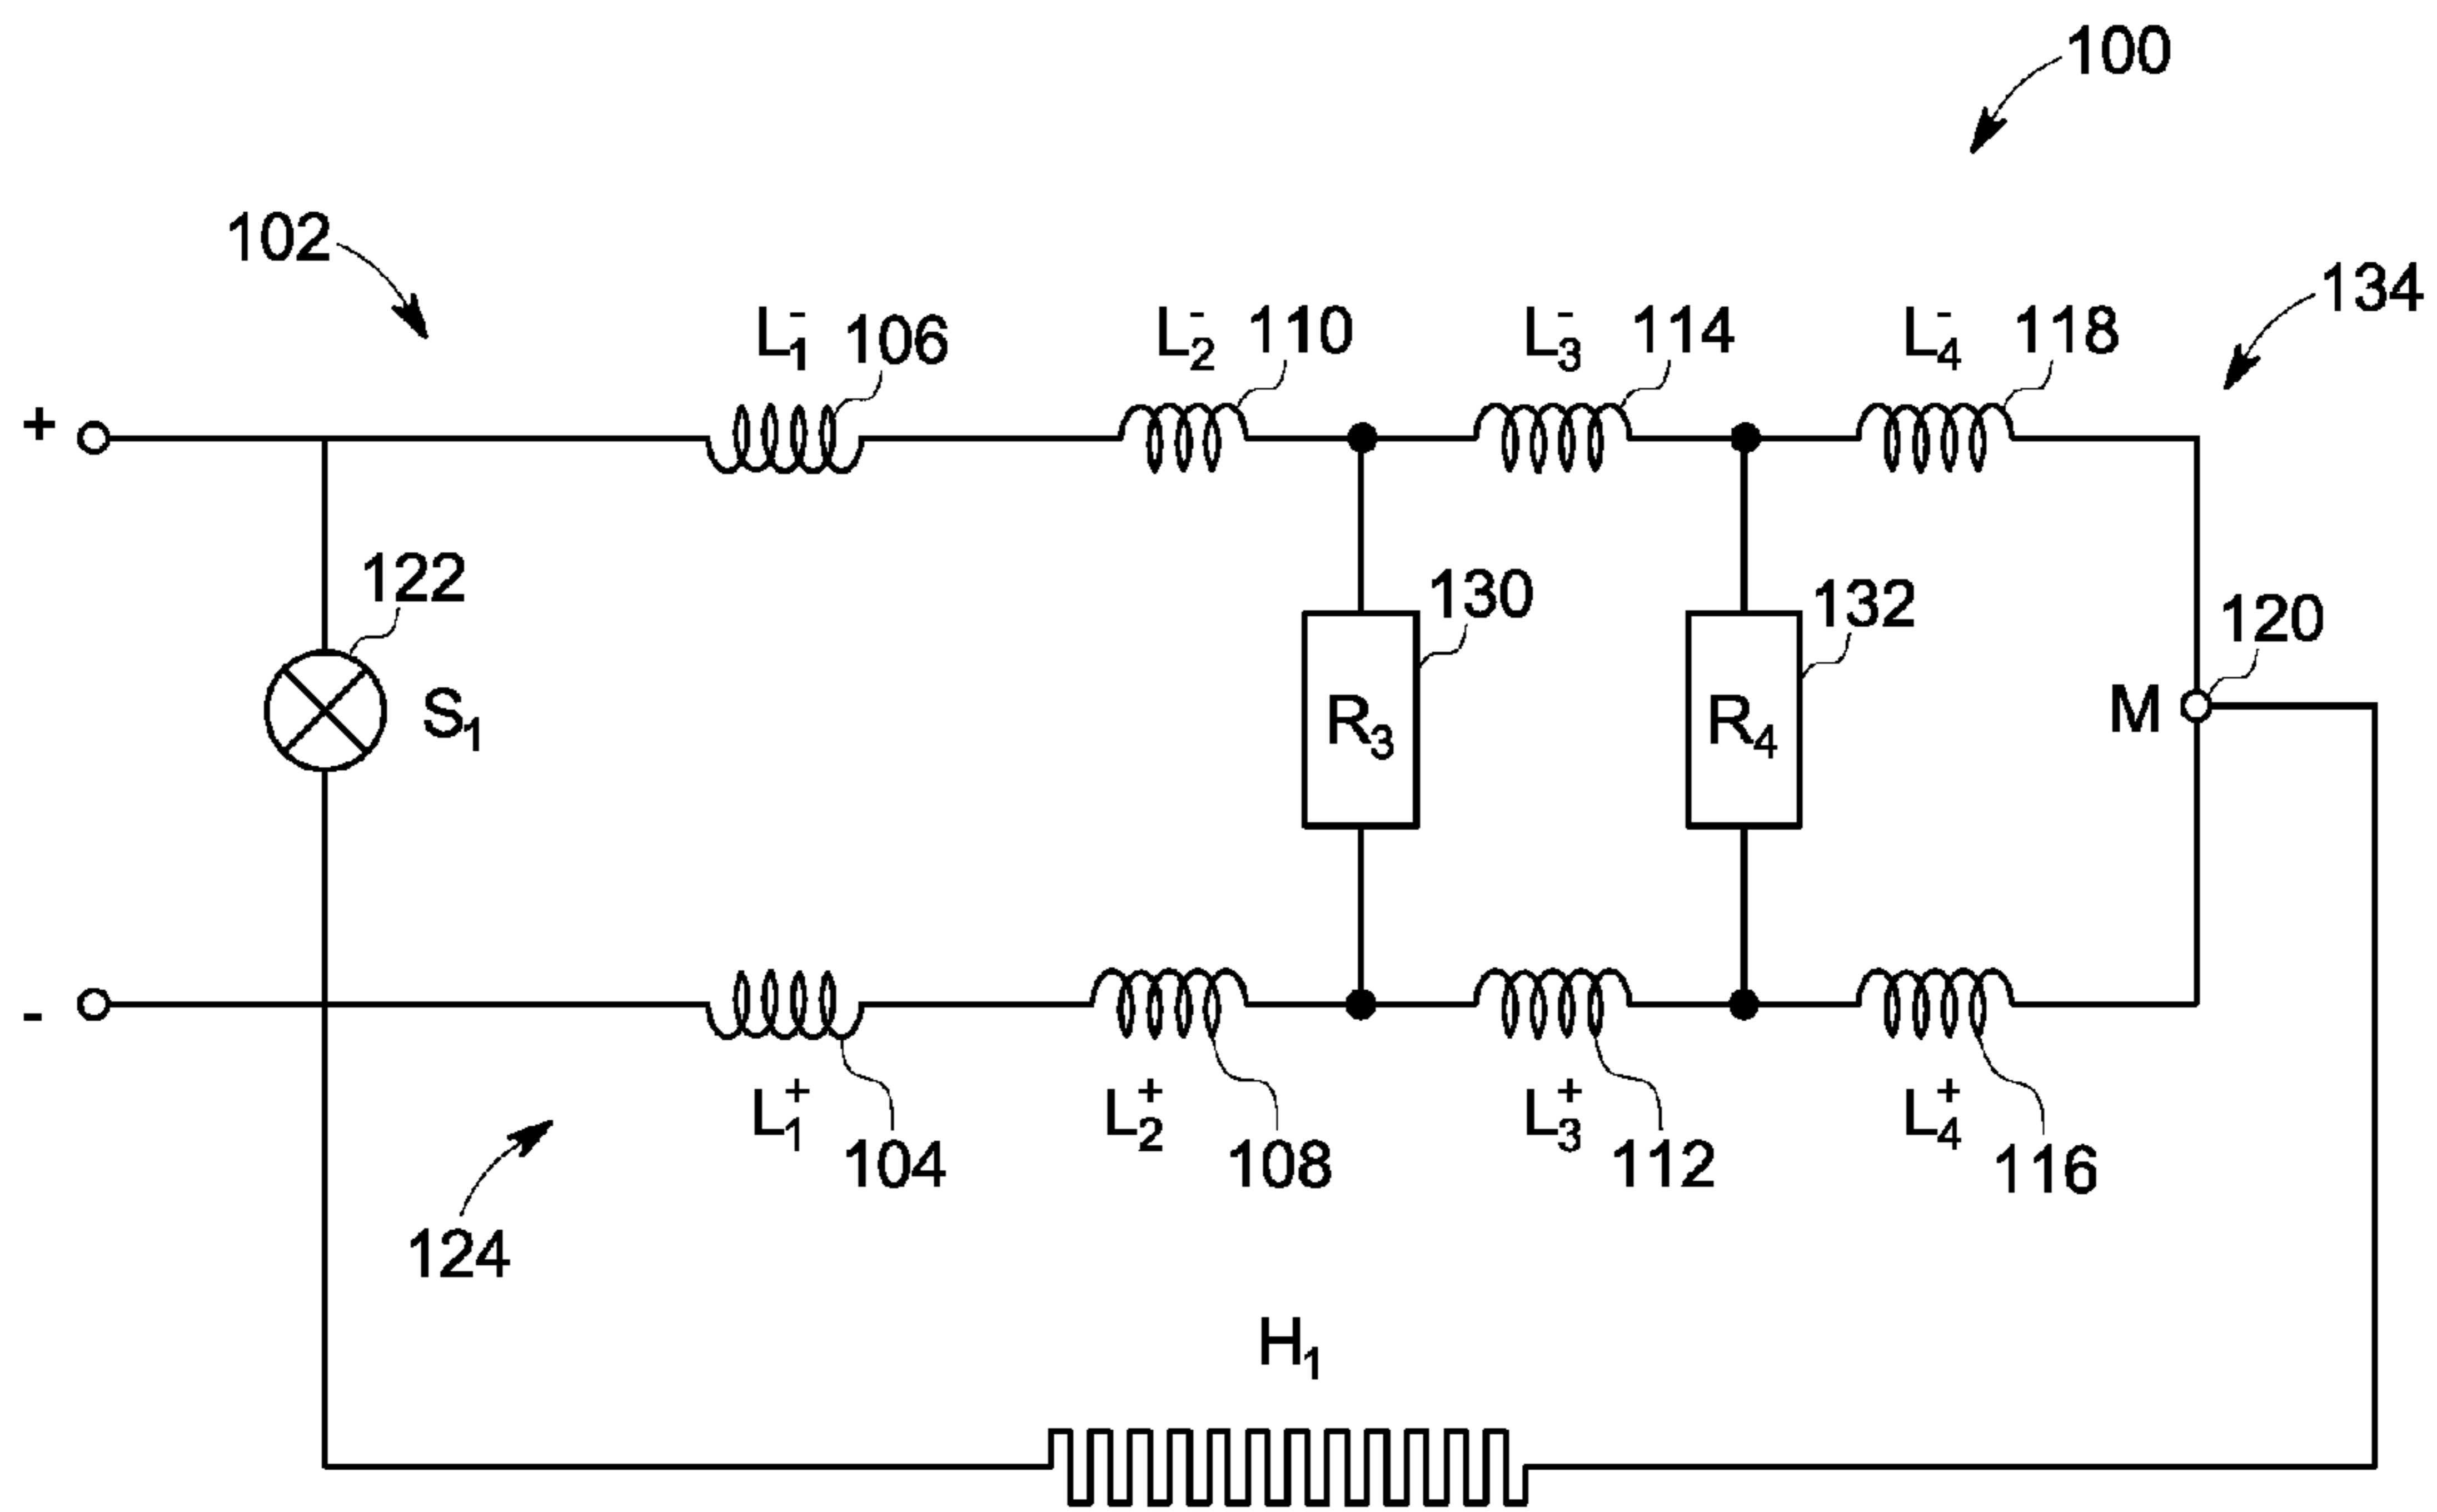 100
102
134
L₁⁻ 106
L₂⁻ 110
L₃⁻ 114
L₄⁻ 118
+
122
S₁
130
R₃
132
R₄
120
M
-
L₁⁺ 104
L₂⁺ 108
L₃⁺ 112
L₄⁺ 116
124
H₁